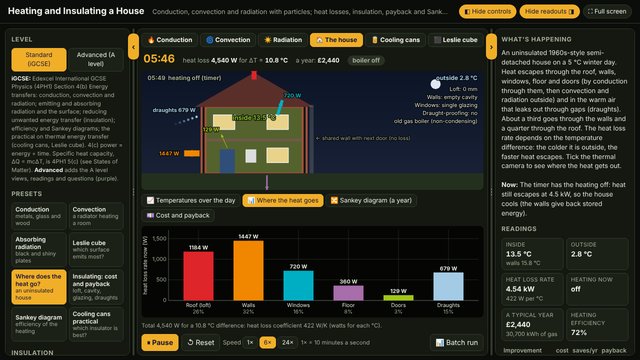 Heating and Insulating a House
Conduction, convection and radiation with particles; heat losses, insulation, payback and Sank…
Hide controls
Hide readouts
Full screen
LEVEL
Standard (iGCSE)
Advanced (A level)
iGCSE: Edexcel International GCSE
Physics (4PH1) Section 4(b) Energy
transfers: conduction, convection and
radiation; emitting and absorbing
radiation and the surface; reducing
unwanted energy transfer (insulation);
efficiency and Sankey diagrams; the
practical on thermal energy transfer
(cooling cans, Leslie cube). 4(c) power =
energy ÷ time. Specific heat capacity,
ΔQ = mcΔT, is 4PH1 5(c) (see States of
Matter). Advanced adds the A level
views, readings and questions (purple).
PRESETS
Conduction
metals, glass and wood
Convection
a radiator heating a room
Absorbing radiation
black and shiny plates
Leslie cube
which surface emits most?
Where does the heat go?
an uninsulated house
Insulating: cost and payback
loft, cavity, glazing, draughts
Sankey diagram
efficiency of the heating
Cooling cans practical
which insulator is best?
INSULATION
Conduction
Convection
Radiation
The house
Cooling cans
Leslie cube
05:46
heat loss 4,540 W for ΔT = 10.8 °C
a year: £2,440
boiler off
05:49 heating off (timer)
outside 2.8 °C
Loft: 0 mm
Walls: empty cavity
Windows: single glazing
Draught-proofing: no
old gas boiler (non-condensing)
720 W
draughts 679 W
inside 13.5 °C
129 W
1447 W
← shared wall with next door (no loss)
Temperatures over the day
Where the heat goes
Sankey diagram (a year)
Cost and payback
heat loss rate now (W)
1,500
1,000
500
0
1184 W
1447 W
720 W
360 W
129 W
679 W
Roof (loft)
Walls
Windows
Floor
Doors
Draughts
26%
32%
16%
8%
3%
15%
Total 4,540 W for a 10.8 °C difference: heat loss coefficient 422 W/K (watts for each °C).
Pause
Reset
Speed
1×
6×
24×
1× = 10 minutes a second
Batch run
WHAT'S HAPPENING
An uninsulated 1960s-style semi-
detached house on a 5 °C winter day.
Heat escapes through the roof, walls,
windows, floor and doors (by conduction
through them, then convection and
radiation outside) and in the warm air
that leaks out through gaps (draughts).
About a third goes through the walls and
a quarter through the roof. The heat loss
rate depends on the temperature
difference: the colder it is outside, the
faster heat escapes. Tick the thermal
camera to see where the heat gets out.
Now: The timer has the heating off: heat
still escapes at 4.5 kW, so the house
cools (the walls give back stored
energy).
READINGS
INSIDE
13.5 °C
walls 15.8 °C
OUTSIDE
2.8 °C
HEAT LOSS RATE
4.54 kW
422 W per °C
HEATING NOW
off
A TYPICAL YEAR
£2,440
30,700 kWh of gas
HEATING EFFICIENCY
72%
Improvement
cost
saves/yr
payback